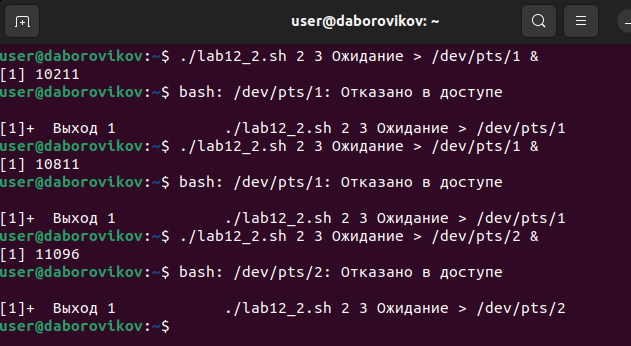 user@daborovikov: ~
user@daborovikov:~$ ./lab12_2.sh 2 3 Ожидание > /dev/pts/1 &
[1] 10211
user@daborovikov:~$ bash: /dev/pts/1: Отказано в доступе
[1]+  Выход 1            ./lab12_2.sh 2 3 Ожидание > /dev/pts/1
user@daborovikov:~$ ./lab12_2.sh 2 3 Ожидание > /dev/pts/1 &
[1] 10811
user@daborovikov:~$ bash: /dev/pts/1: Отказано в доступе
[1]+  Выход 1            ./lab12_2.sh 2 3 Ожидание > /dev/pts/1
user@daborovikov:~$ ./lab12_2.sh 2 3 Ожидание > /dev/pts/2 &
[1] 11096
user@daborovikov:~$ bash: /dev/pts/2: Отказано в доступе
[1]+  Выход 1            ./lab12_2.sh 2 3 Ожидание > /dev/pts/2
user@daborovikov:~$